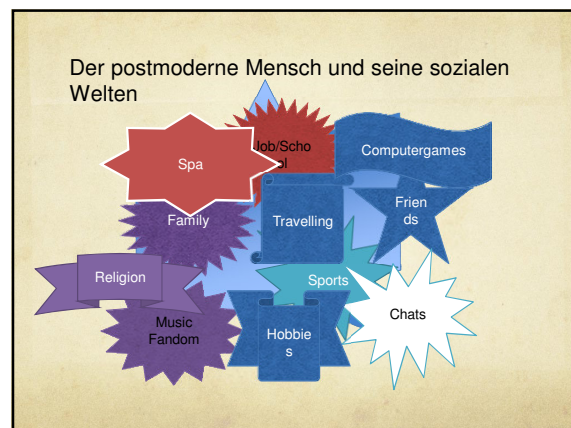 Der postmoderne Mensch und seine sozialen
Welten
Job/Scho
ol
Spa
Computergames
Family
Travelling
Frien
ds
Religion
Sports
Music
Fandom
Hobbie
s
Chats